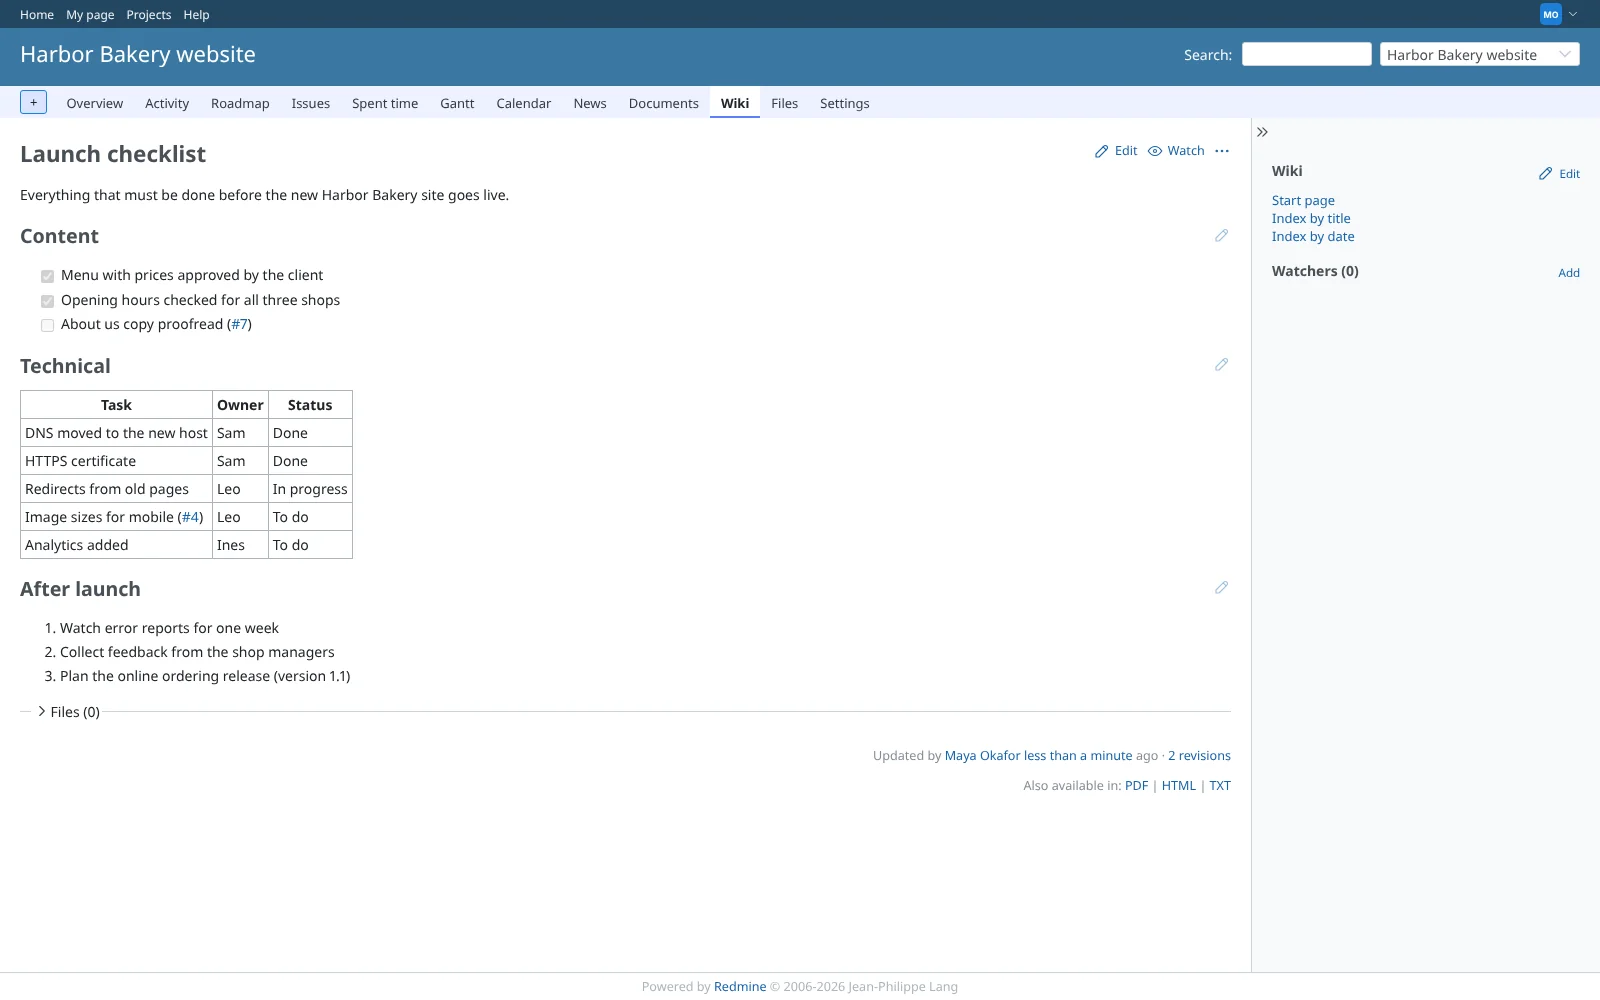 Home My page Projects Help MO
Harbor Bakery website Search: Harbor Bakery website
+ Overview Activity Roadmap Issues Spent time Gantt Calendar News Documents Wiki Files Settings
Launch checklist Edit Watch ...
Everything that must be done before the new Harbor Bakery site goes live.
Content
Menu with prices approved by the client
Opening hours checked for all three shops
About us copy proofread (#7)
Technical
Task Owner Status
DNS moved to the new host Sam Done
HTTPS certificate Sam Done
Redirects from old pages Leo In progress
Image sizes for mobile (#4) Leo To do
Analytics added Ines To do
After launch
1. Watch error reports for one week
2. Collect feedback from the shop managers
3. Plan the online ordering release (version 1.1)
Files (0)
Updated by Maya Okafor less than a minute ago · 2 revisions
Also available in: PDF | HTML | TXT
Wiki Edit
Start page
Index by title
Index by date
Watchers (0) Add
Powered by Redmine © 2006-2026 Jean-Philippe Lang